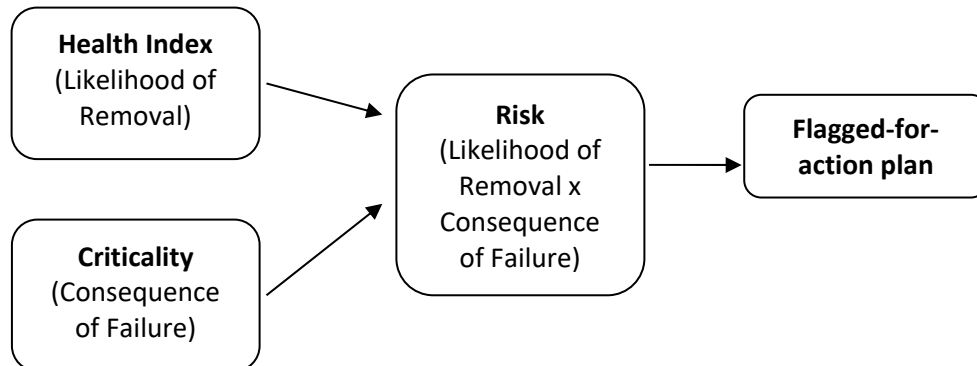 Health Index
(Likelihood of
Removal)
Criticality
(Consequence
of Failure)
Risk
(Likelihood of
Removal x
Consequence
of Failure)
Flagged-for-
action plan